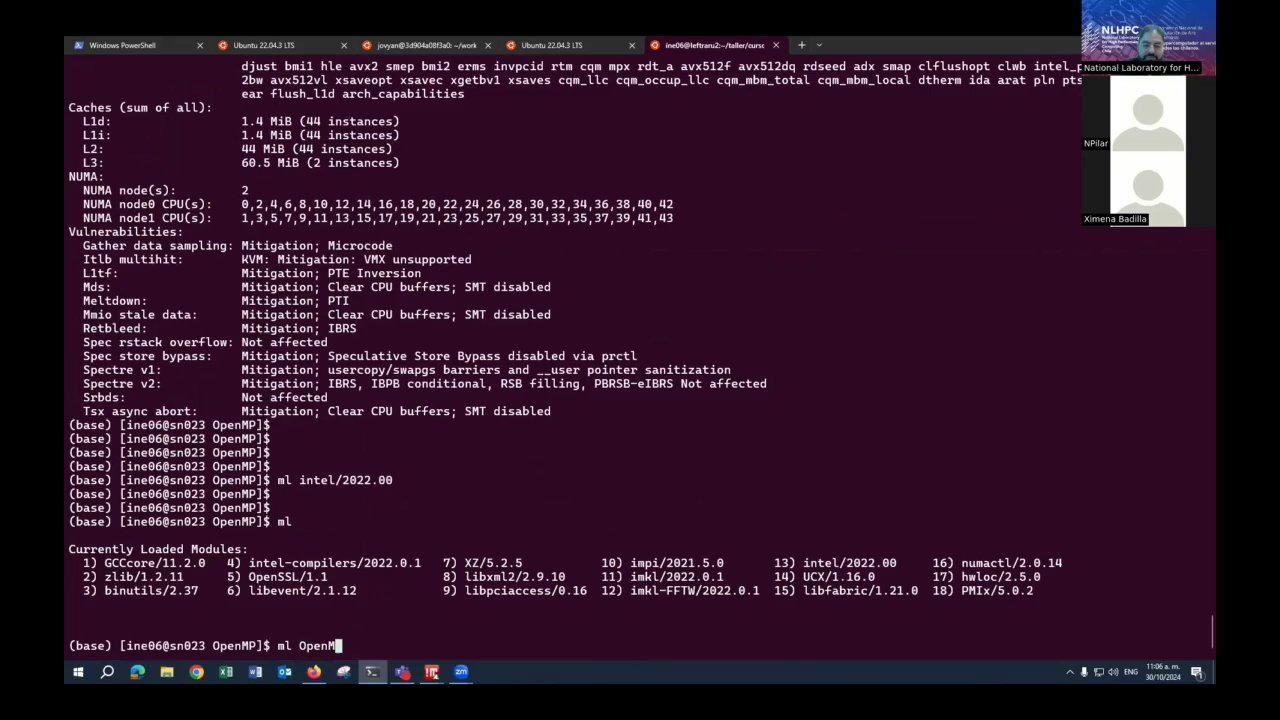 Windows PowerShell
Ubuntu 22.04.3 LTS
jovyan@3d904a08f3a0: ~/work
Ubuntu 22.04.3 LTS
ine06@leftraru2:~/taller/curso
djust bmi1 hle avx2 smep bmi2 erms invpcid rtm cqm mpx rdt_a avx512f avx512dq rdseed adx smap clflushopt clwb intel_p
2bw avx512vl xsaveopt xsavec xgetbv1 xsaves cqm_llc cqm_occup_llc cqm_mbm_total cqm_mbm_local dtherm ida arat pln pts
ear flush_l1d arch_capabilities
Caches (sum of all):
L1d: 1.4 MiB (44 instances)
L1i: 1.4 MiB (44 instances)
L2: 44 MiB (44 instances)
L3: 60.5 MiB (2 instances)
NUMA:
NUMA node(s): 2
NUMA node0 CPU(s): 0,2,4,6,8,10,12,14,16,18,20,22,24,26,28,30,32,34,36,38,40,42
NUMA node1 CPU(s): 1,3,5,7,9,11,13,15,17,19,21,23,25,27,29,31,33,35,37,39,41,43
Vulnerabilities:
Gather data sampling: Mitigation; Microcode
Itlb multihit: KVM: Mitigation: VMX unsupported
L1tf: Mitigation; PTE Inversion
Mds: Mitigation; Clear CPU buffers; SMT disabled
Meltdown: Mitigation; PTI
Mmio stale data: Mitigation; Clear CPU buffers; SMT disabled
Retbleed: Mitigation; IBRS
Spec rstack overflow: Not affected
Spec store bypass: Mitigation; Speculative Store Bypass disabled via prctl
Spectre v1: Mitigation; usercopy/swapgs barriers and __user pointer sanitization
Spectre v2: Mitigation; IBRS, IBPB conditional, RSB filling, PBRSB-eIBRS Not affected
Srbds: Not affected
Tsx async abort: Mitigation; Clear CPU buffers; SMT disabled
(base) [ine06@sn023 OpenMP]$
(base) [ine06@sn023 OpenMP]$
(base) [ine06@sn023 OpenMP]$
(base) [ine06@sn023 OpenMP]$
(base) [ine06@sn023 OpenMP]$ ml intel/2022.00
(base) [ine06@sn023 OpenMP]$
(base) [ine06@sn023 OpenMP]$
(base) [ine06@sn023 OpenMP]$ ml
Currently Loaded Modules:
1) GCCcore/11.2.0 4) intel-compilers/2022.0.1 7) XZ/5.2.5 10) impi/2021.5.0 13) intel/2022.00 16) numactl/2.0.14
2) zlib/1.2.11 5) OpenSSL/1.1 8) libxml2/2.9.10 11) imkl/2022.0.1 14) UCX/1.16.0 17) hwloc/2.5.0
3) binutils/2.37 6) libevent/2.1.12 9) libpciaccess/0.16 12) imkl-FFTW/2022.0.1 15) libfabric/1.21.0 18) PMIx/5.0.2
(base) [ine06@sn023 OpenMP]$ ml OpenM
NLHPC
National Laboratory for H...
NPilar
Ximena Badilla
ENG
11:06 a. m.
30/10/2024